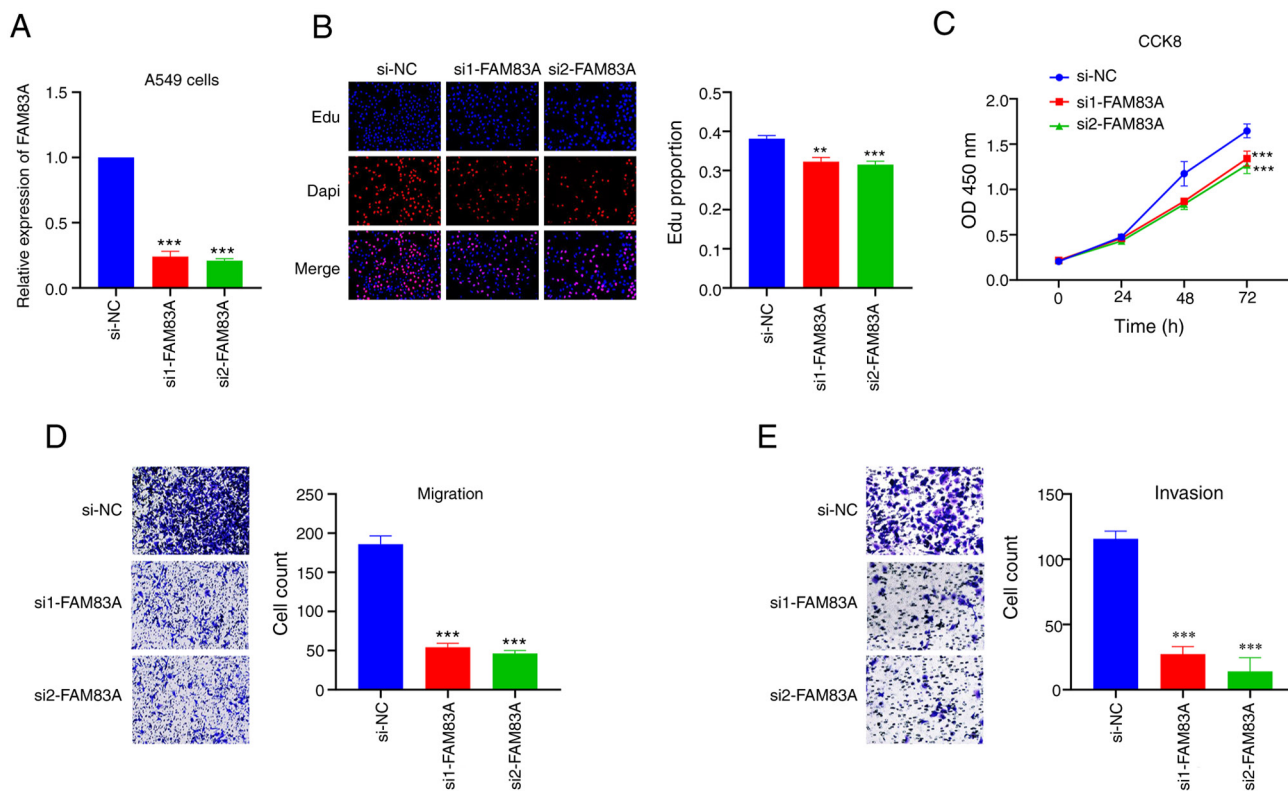 A
A549 cells
Relative expression of FAM83A
1.5
1.0
0.5
0.0
si-NC
si1-FAM83A
si2-FAM83A
***
***
B
si-NC
si1-FAM83A
si2-FAM83A
Edu
Dapi
Merge
Edu proportion
0.5
0.4
0.3
0.2
0.1
0.0
**
***
si-NC
si1-FAM83A
si2-FAM83A
C
CCK8
si-NC
si1-FAM83A
si2-FAM83A
OD 450 nm
2.0
1.5
1.0
0.5
0.0
***
***
0
24
48
72
Time (h)
D
si-NC
si1-FAM83A
si2-FAM83A
Migration
Cell count
250
200
150
100
50
0
***
***
si-NC
si1-FAM83A
si2-FAM83A
E
si-NC
si1-FAM83A
si2-FAM83A
Invasion
Cell count
150
100
50
0
***
***
si-NC
si1-FAM83A
si2-FAM83A